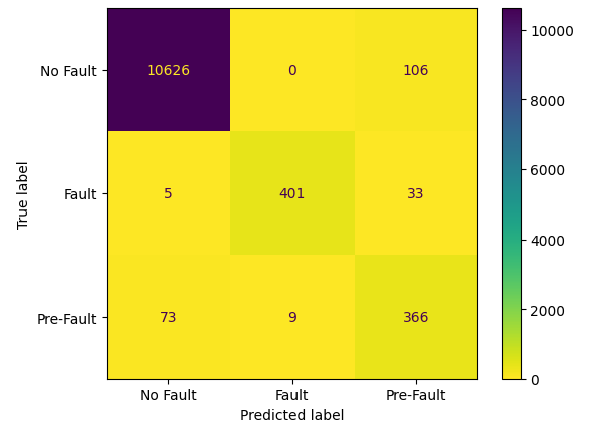 No Fault 10626 0 106
Fault 5 401 33
Pre-Fault 73 9 366
No Fault Fault Pre-Fault
Predicted label
True label
10000
8000
6000
4000
2000
0